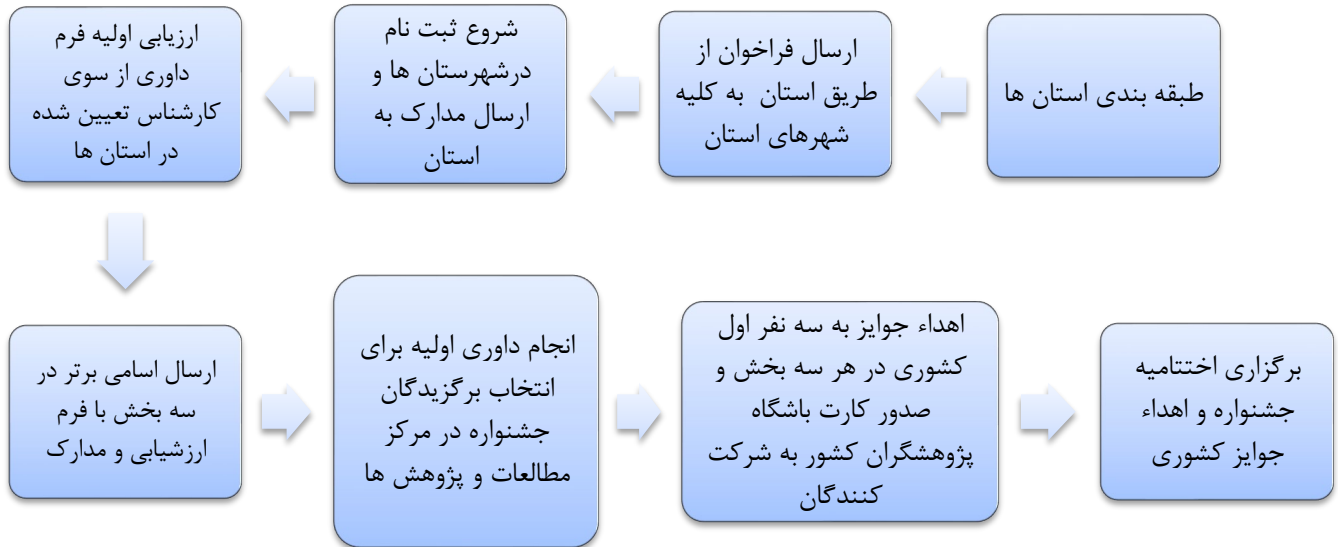 طبقه بندی استان ها
ارسال فراخوان از
طریق استان به کلیه
شهرهای استان
شروع ثبت نام
درشهرستان ها و
ارسال مدارک به
استان
ارزیابی اولیه فرم
داوری از سوی
کارشناس تعیین شده
در استان ها
ارسال اسامی برتر در
سه بخش با فرم
ارزشیابی و مدارک
انجام داوری اولیه برای
انتخاب برگزیدگان
جشنواره در مرکز
مطالعات و پژوهش ها
اهداء جوایز به سه نفر اول
کشوری در هر سه بخش و
صدور کارت باشگاه
پژوهشگران کشور به شرکت
کنندگان
برگزاری اختتامیه
جشنواره و اهداء
جوایز کشوری